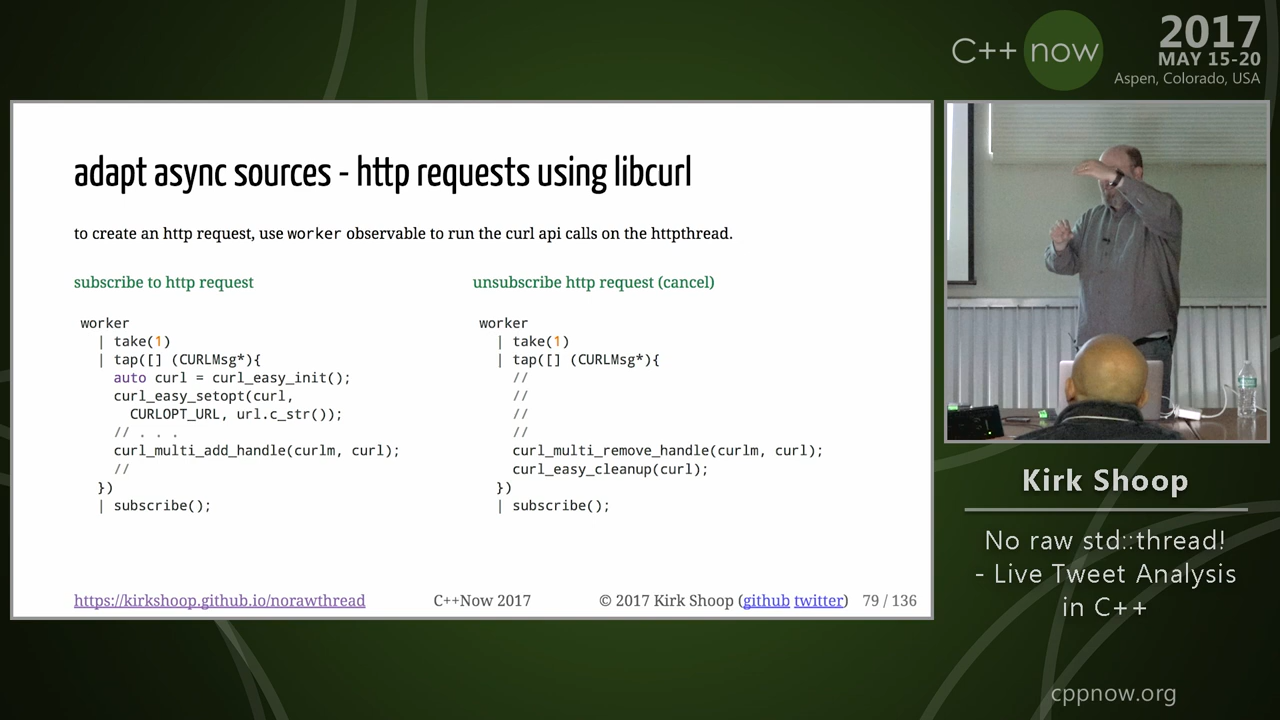 C++ now
2017
MAY 15-20
Aspen, Colorado, USA
adapt async sources - http requests using libcurl
to create an http request, use worker observable to run the curl api calls on the httpthread.
subscribe to http request
worker
| take(1)
| tap([] (CURLMsg*){
auto curl = curl_easy_init();
curl_easy_setopt(curl,
CURLOPT_URL, url.c_str());
// . . .
curl_multi_add_handle(curlm, curl);
//
})
| subscribe();
unsubscribe http request (cancel)
worker
| take(1)
| tap([] (CURLMsg*){
//
//
//
//
curl_multi_remove_handle(curlm, curl);
curl_easy_cleanup(curl);
})
| subscribe();
https://kirkshoop.github.io/norawthread
C++Now 2017
© 2017 Kirk Shoop (github twitter)
79 / 136
Kirk Shoop
No raw std::thread!
- Live Tweet Analysis
in C++
cppnow.org